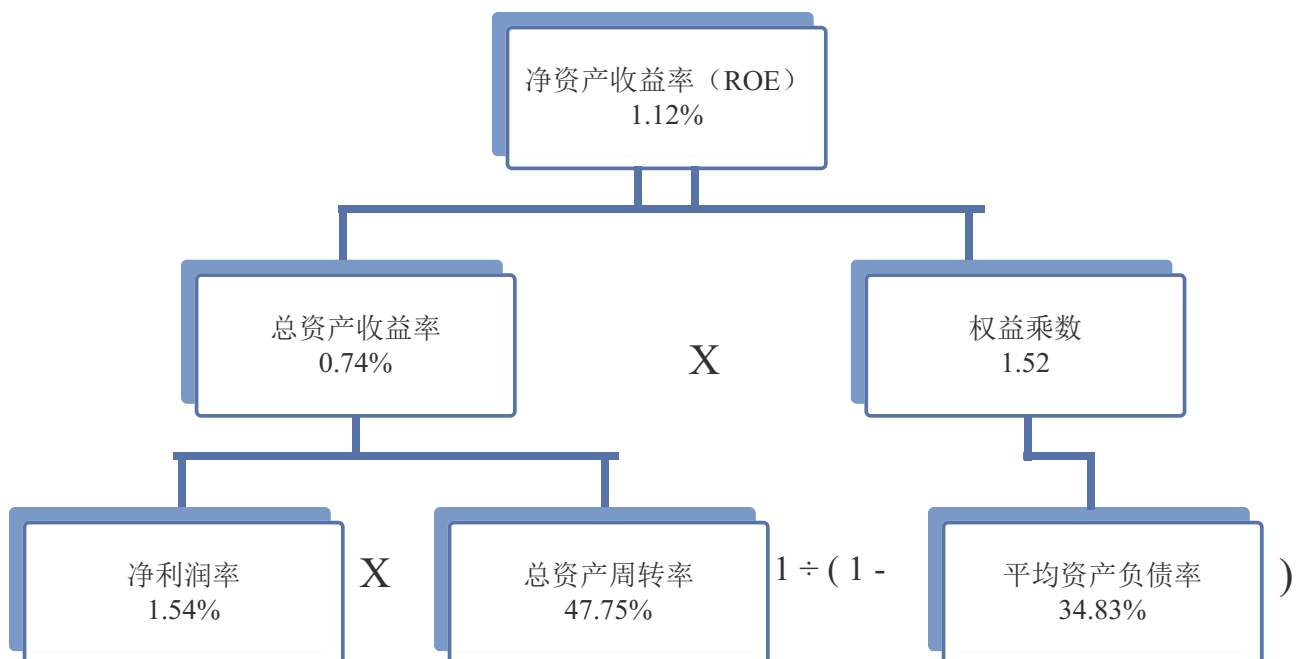 净资产收益率（ROE）
1.12%
总资产收益率
0.74%
X
权益乘数
1.52
净利润率
1.54%
X
总资产周转率
47.75%
1 ÷ ( 1 -
平均资产负债率
34.83%
)